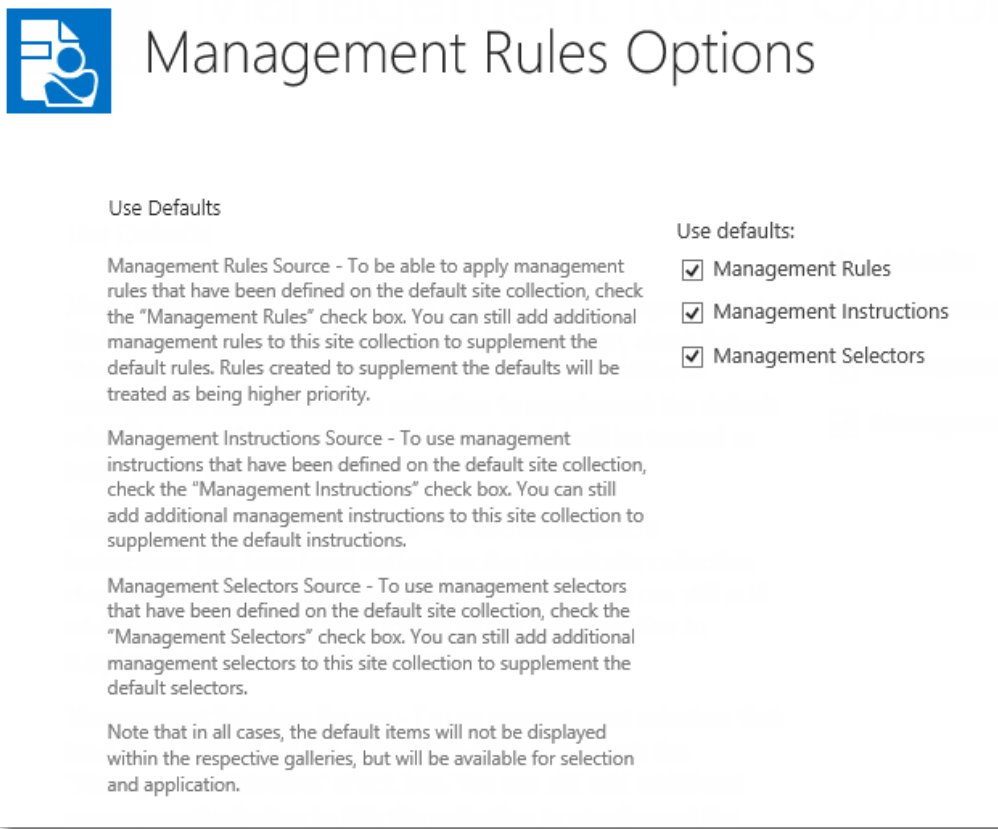 Management Rules Options
Use Defaults
Management Rules Source - To be able to apply management
rules that have been defined on the default site collection, check
the "Management Rules" check box. You can still add additional
management rules to this site collection to supplement the
default rules. Rules created to supplement the defaults will be
treated as being higher priority.
Management Instructions Source - To use management
instructions that have been defined on the default site collection,
check the "Management Instructions" check box. You can still
add additional management instructions to this site collection to
supplement the default instructions.
Management Selectors Source - To use management selectors
that have been defined on the default site collection, check the
"Management Selectors" check box. You can still add additional
management selectors to this site collection to supplement the
default selectors.
Note that in all cases, the default items will not be displayed
within the respective galleries, but will be available for selection
and application.
Use defaults:
Management Rules
Management Instructions
Management Selectors